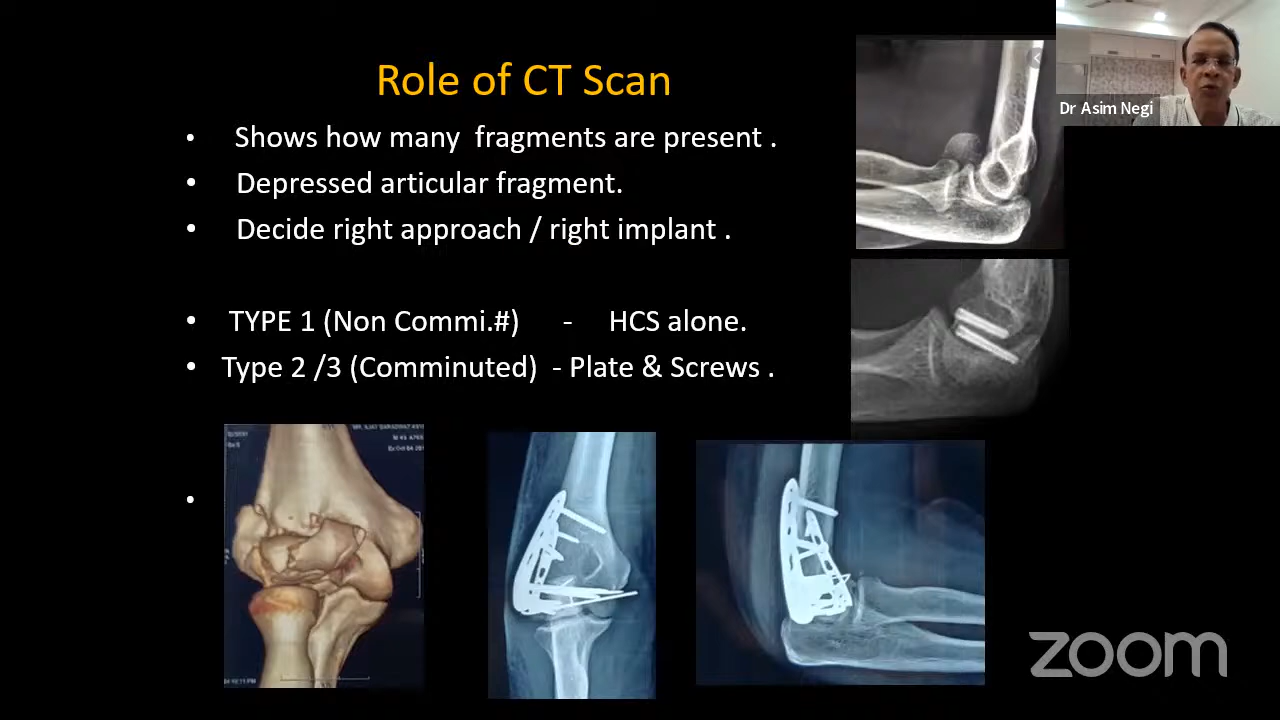 Role of CT Scan
Dr Asim Negi
• Shows how many fragments are present .
• Depressed articular fragment.
• Decide right approach / right implant .
• TYPE 1 (Non Commi.#) - HCS alone.
• Type 2 /3 (Comminuted) - Plate & Screws .
•
zoom